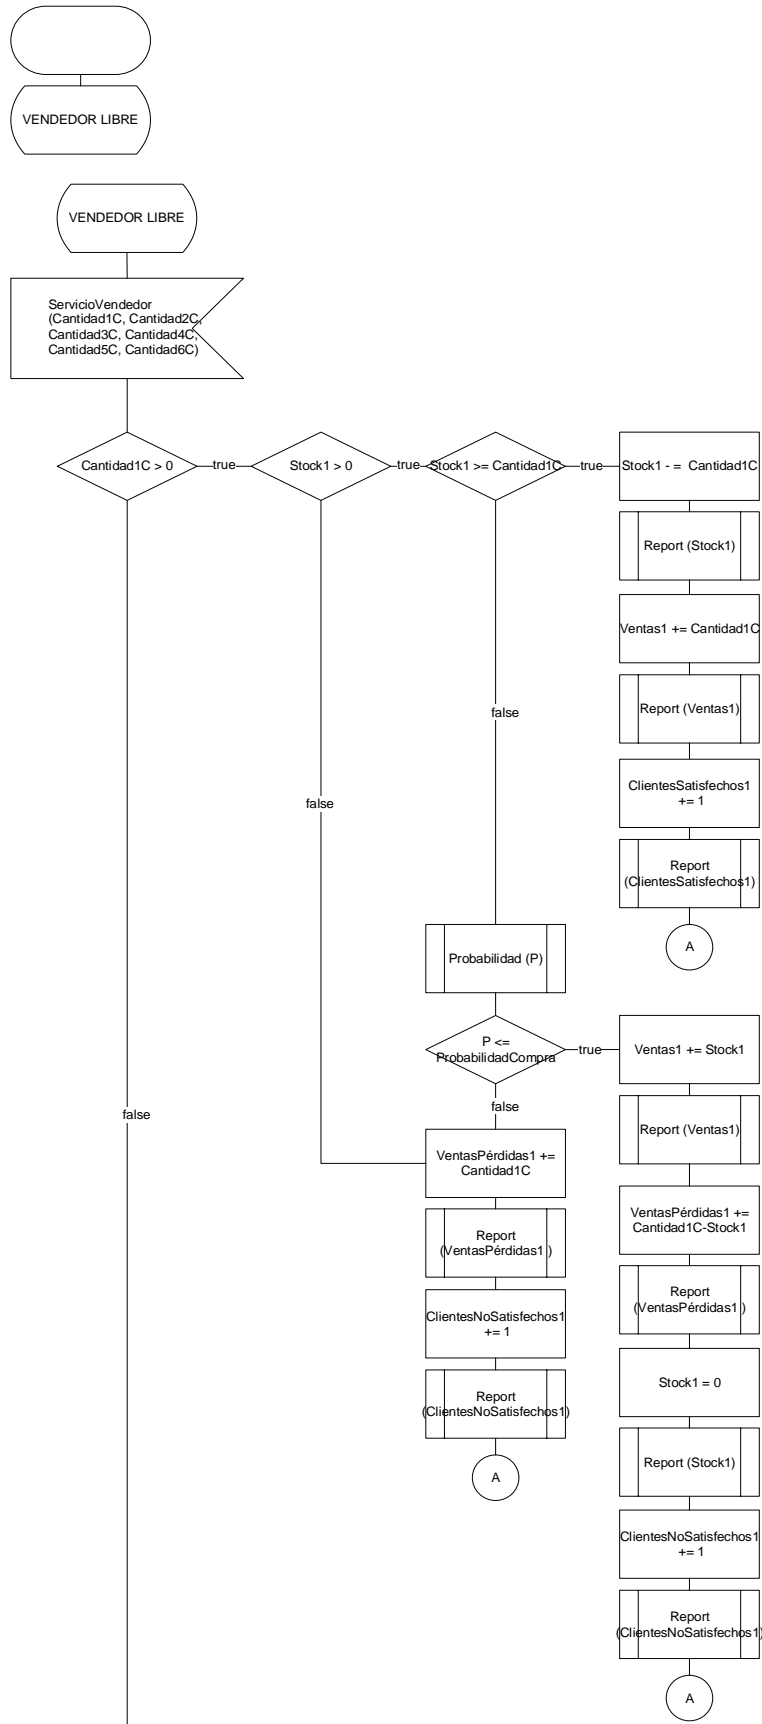 VENDEDOR LIBRE
VENDEDOR LIBRE
ServicioVendedor
(Cantidad1C, Cantidad2C,
Cantidad3C, Cantidad4C,
Cantidad5C, Cantidad6C)
Cantidad1C > 0
true
Stock1 > 0
true
Stock1 >= Cantidad1C
true
Stock1 - = Cantidad1C
Report (Stock1)
Ventas1 += Cantidad1C
Report (Ventas1)
false
ClientesSatisfechos1
+= 1
false
Report
(ClientesSatisfechos1)
A
Probabilidad (P)
P <=
ProbabilidadCompra
true
Ventas1 += Stock1
false
false
Report (Ventas1)
VentasPérdidas1 +=
Cantidad1C
VentasPérdidas1 +=
Cantidad1C-Stock1
Report
(VentasPérdidas1 )
Report
(VentasPérdidas1 )
ClientesNoSatisfechos1
+= 1
Stock1 = 0
Report
(ClientesNoSatisfechos1)
Report (Stock1)
A
ClientesNoSatisfechos1
+= 1
Report
(ClientesNoSatisfechos1)
A